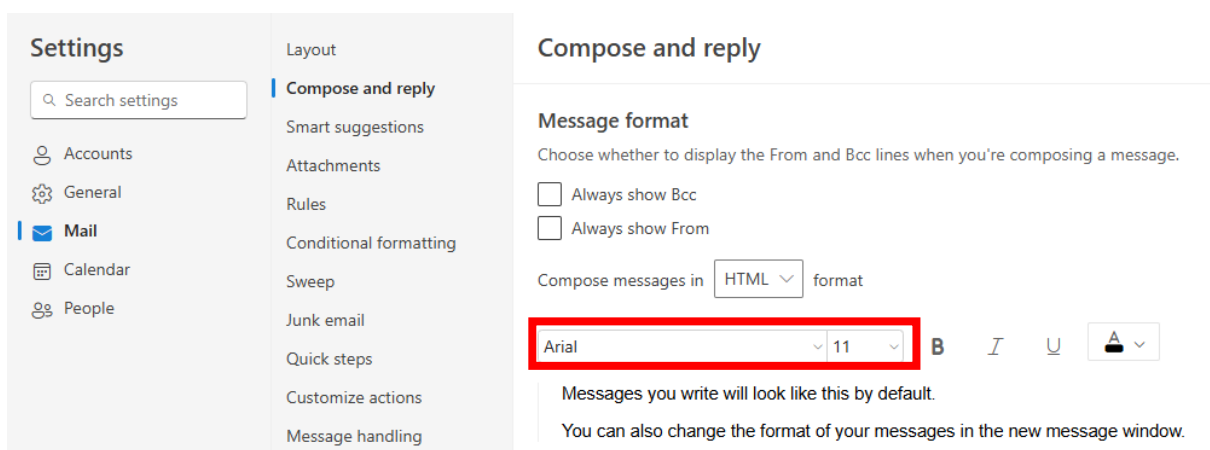 Settings
Search settings
Accounts
General
Mail
Calendar
People
Layout
Compose and reply
Smart suggestions
Attachments
Rules
Conditional formatting
Sweep
Junk email
Quick steps
Customize actions
Message handling
Compose and reply
Message format
Choose whether to display the From and Bcc lines when you're composing a message.
Always show Bcc
Always show From
Compose messages in HTML format
Arial 11 B I U A
Messages you write will look like this by default.
You can also change the format of your messages in the new message window.